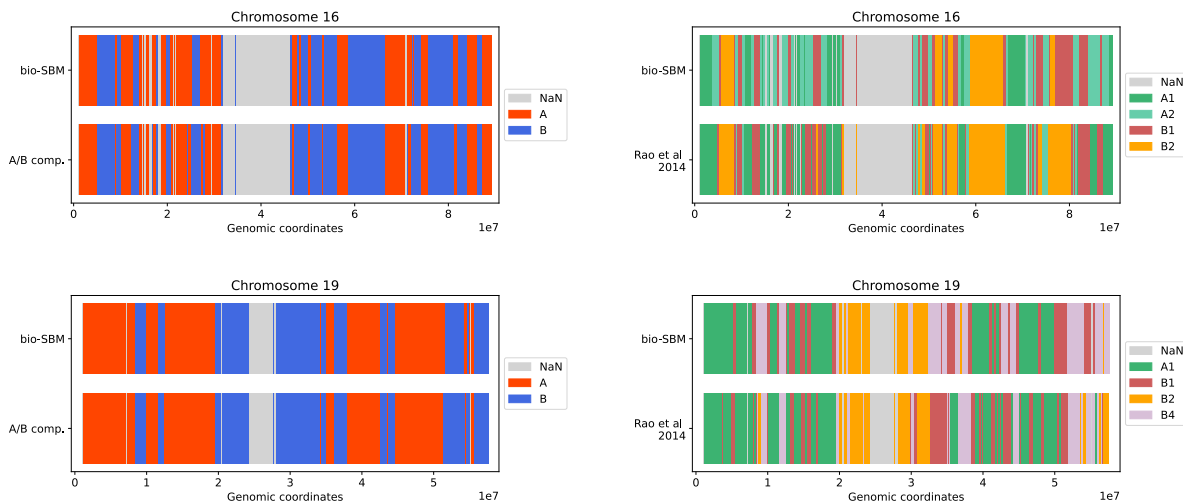 Chromosome 16
bio-SBM
A/B comp.
0
2
4
6
8
1e7
Genomic coordinates
NaN
A
B
Chromosome 16
bio-SBM
Rao et al
2014
0
2
4
6
8
1e7
Genomic coordinates
NaN
A1
A2
B1
B2
Chromosome 19
bio-SBM
A/B comp.
0
1
2
3
4
5
1e7
Genomic coordinates
NaN
A
B
Chromosome 19
bio-SBM
Rao et al
2014
0
1
2
3
4
5
1e7
Genomic coordinates
NaN
A1
B1
B2
B4